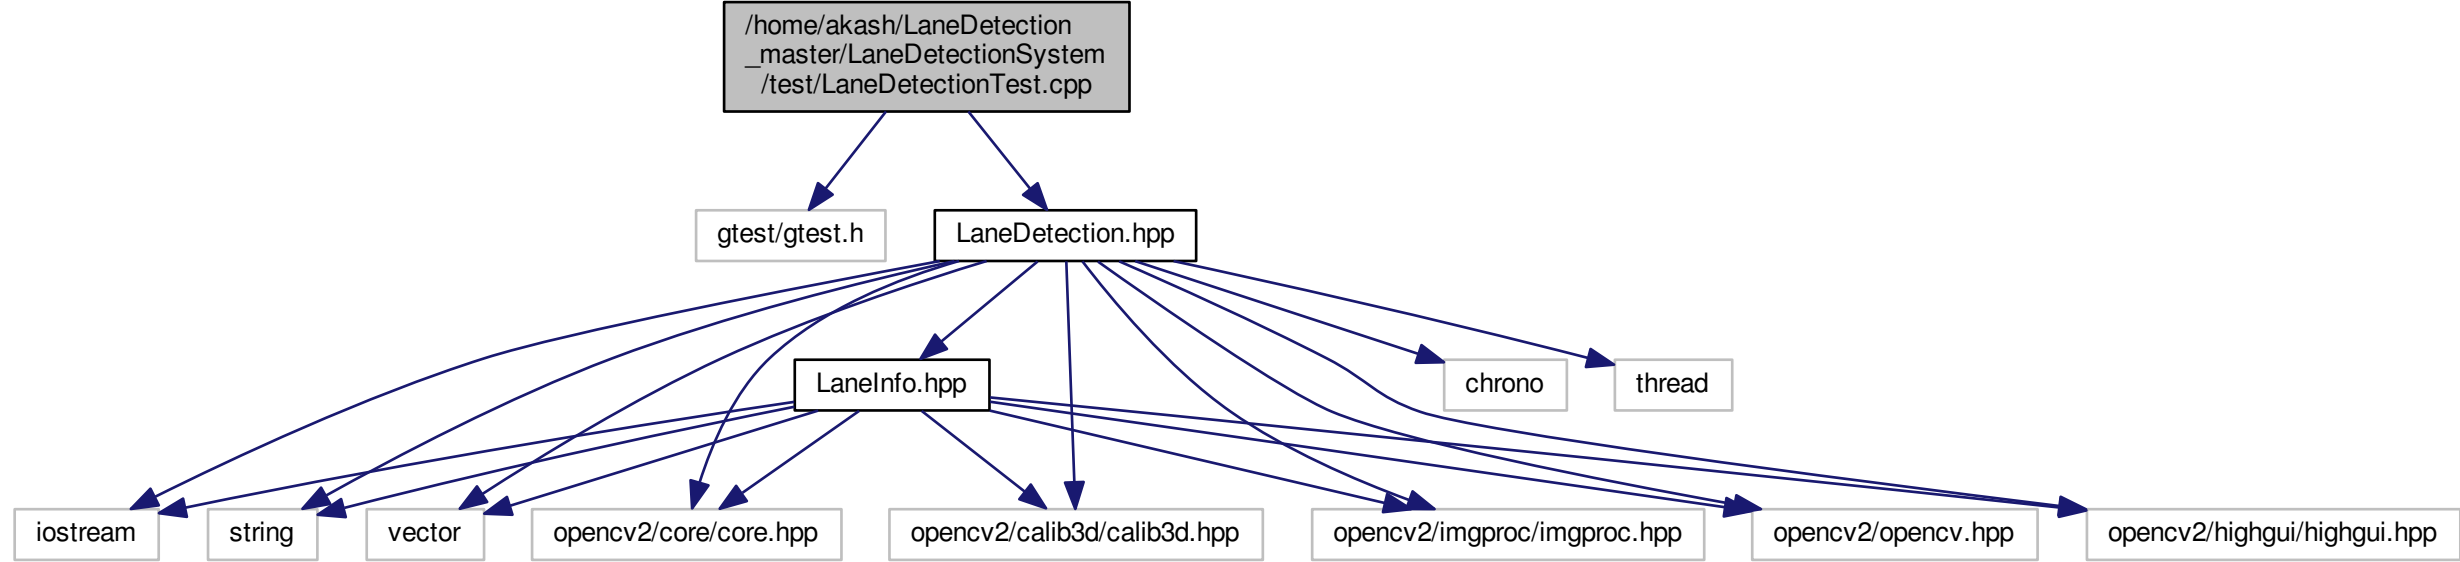 /home/akash/LaneDetection
_master/LaneDetectionSystem
/test/LaneDetectionTest.cpp
gtest/gtest.h
LaneDetection.hpp
LaneInfo.hpp
chrono
thread
iostream
string
vector
opencv2/core/core.hpp
opencv2/calib3d/calib3d.hpp
opencv2/imgproc/imgproc.hpp
opencv2/opencv.hpp
opencv2/highgui/highgui.hpp